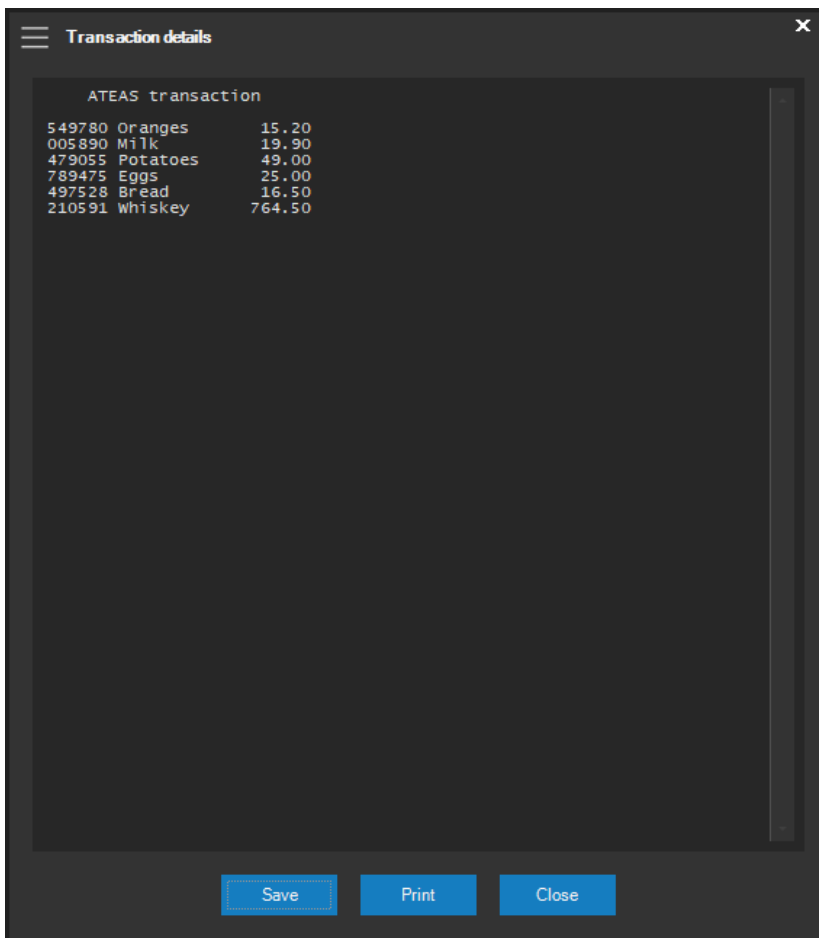 Transaction details
X
ATEAS transaction
549780 Oranges 15.20
005890 Milk 19.90
479055 Potatoes 49.00
789475 Eggs 25.00
497528 Bread 16.50
210591 Whiskey 764.50
Save Print Close